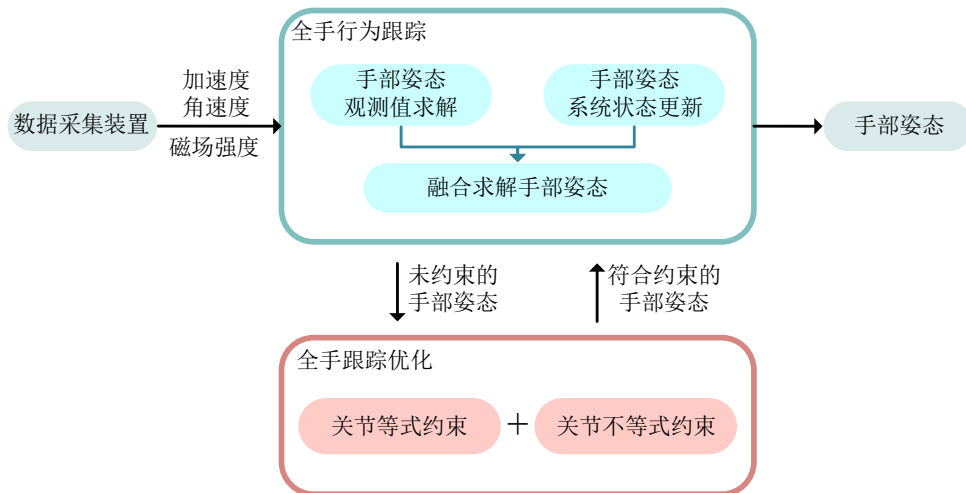 全手行为跟踪
手部姿态
观测值求解
手部姿态
系统状态更新
融合求解手部姿态
数据采集装置
加速度
角速度
磁场强度
手部姿态
未约束的
手部姿态
符合约束的
手部姿态
全手跟踪优化
关节等式约束
+
关节不等式约束